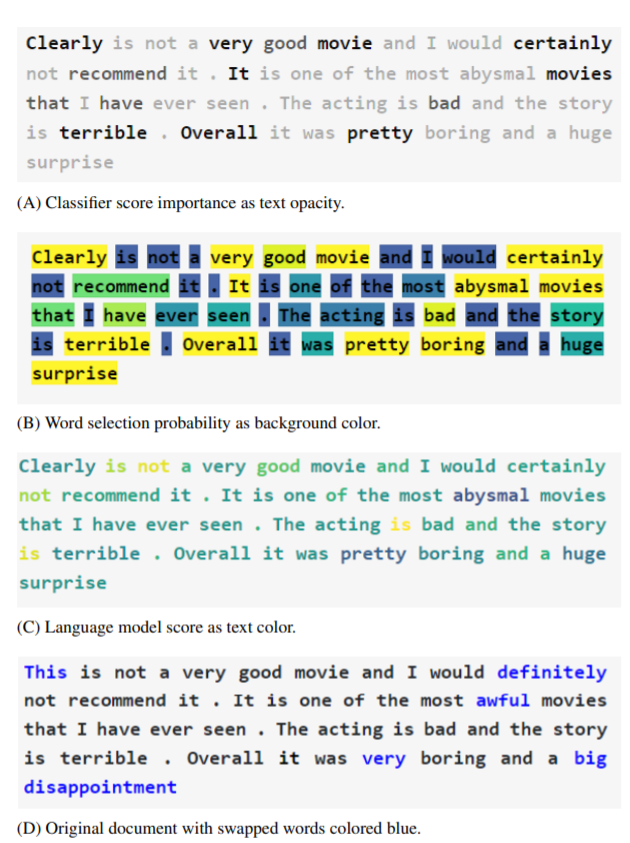 Clearly is not a very good movie and I would certainly
not recommend it . It is one of the most abysmal movies
that I have ever seen . The acting is bad and the story
is terrible . Overall it was pretty boring and a huge
surprise
(A) Classifier score importance as text opacity.
Clearly is not a very good movie and I would certainly
not recommend it . It is one of the most abysmal movies
that I have ever seen . The acting is bad and the story
is terrible . Overall it was pretty boring and a huge
surprise
(B) Word selection probability as background color.
Clearly is not a very good movie and I would certainly
not recommend it . It is one of the most abysmal movies
that I have ever seen . The acting is bad and the story
is terrible . Overall it was pretty boring and a huge
surprise
(C) Language model score as text color.
This is not a very good movie and I would definitely
not recommend it . It is one of the most awful movies
that I have ever seen . The acting is bad and the story
is terrible . Overall it was very boring and a big
disappointment
(D) Original document with swapped words colored blue.